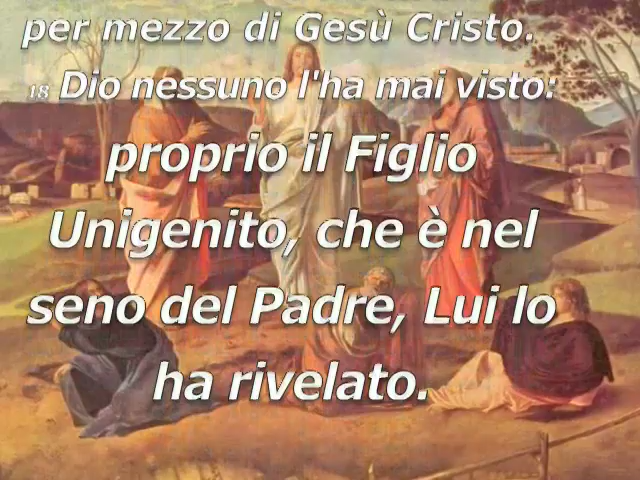 per mezzo di Gesù Cristo.
18 Dio nessuno l'ha mai visto:
proprio il Figlio
Unigenito, che è nel
seno del Padre, Lui lo
ha rivelato.